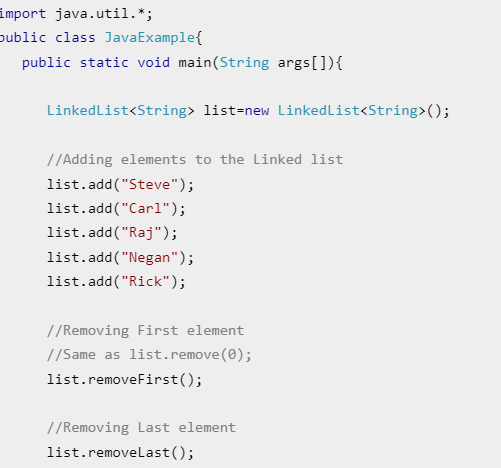 import java.util.*;
public class JavaExample{
public static void main(String args[]){
LinkedList<String> list=new LinkedList<String>();
//Adding elements to the Linked list
list.add("Steve");
list.add("Carl");
list.add("Raj");
list.add("Negan");
list.add("Rick");
//Removing First element
//Same as list.remove(0);
list.removeFirst();
//Removing Last element
list.removeLast();